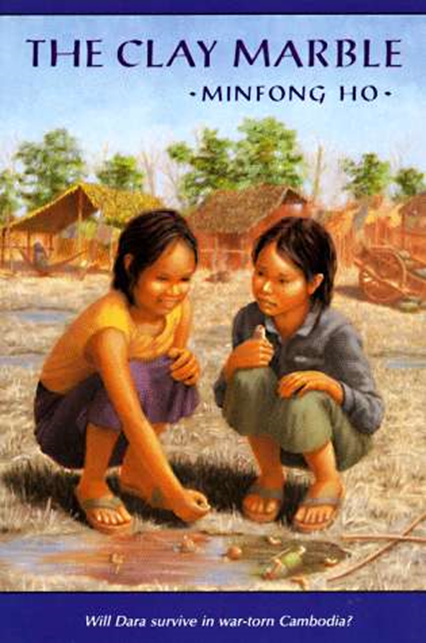 THE CLAY MARBLE
•MINFONG HO•
Will Dara survive in war-torn Cambodia?